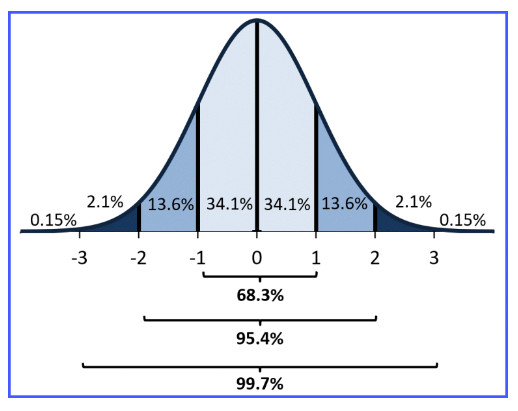 2.1% 2.1%
13.6% 34.1% 34.1% 13.6%
0.15% 0.15%
-3 -2 -1 0 1 2 3
68.3%
95.4%
99.7%